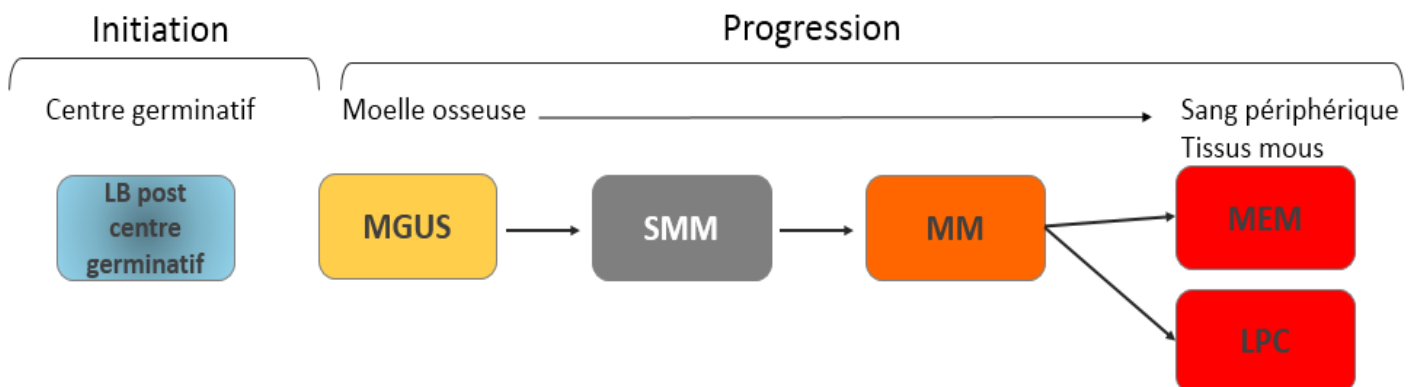 Initiation
Progression
Centre germinatif
Moelle osseuse
Sang périphérique
Tissus mous
LB post
centre
germinatif
MGUS
SMM
MM
MEM
LPC